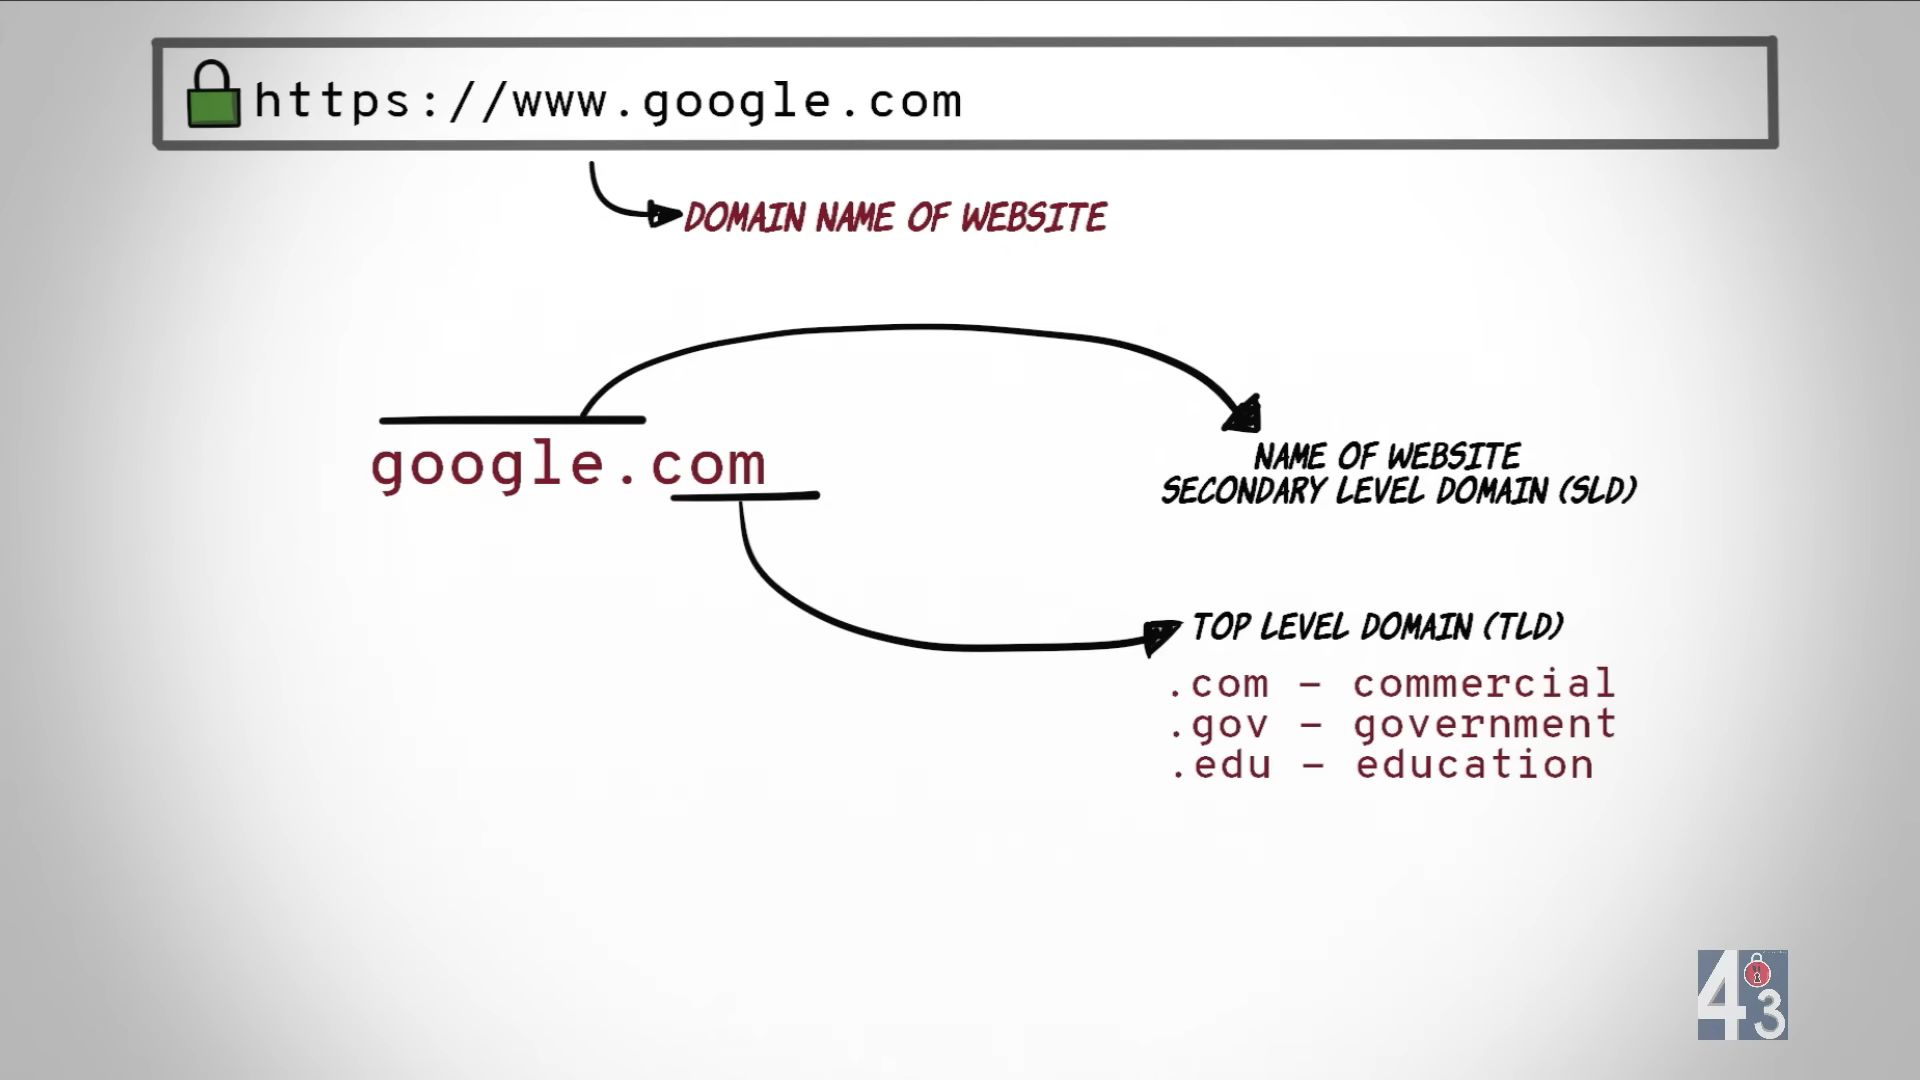 https://www.google.com
DOMAIN NAME OF WEBSITE
google.com
NAME OF WEBSITE
SECONDARY LEVEL DOMAIN (SLD)
TOP LEVEL DOMAIN (TLD)
.com - commercial
.gov - government
.edu - education
43